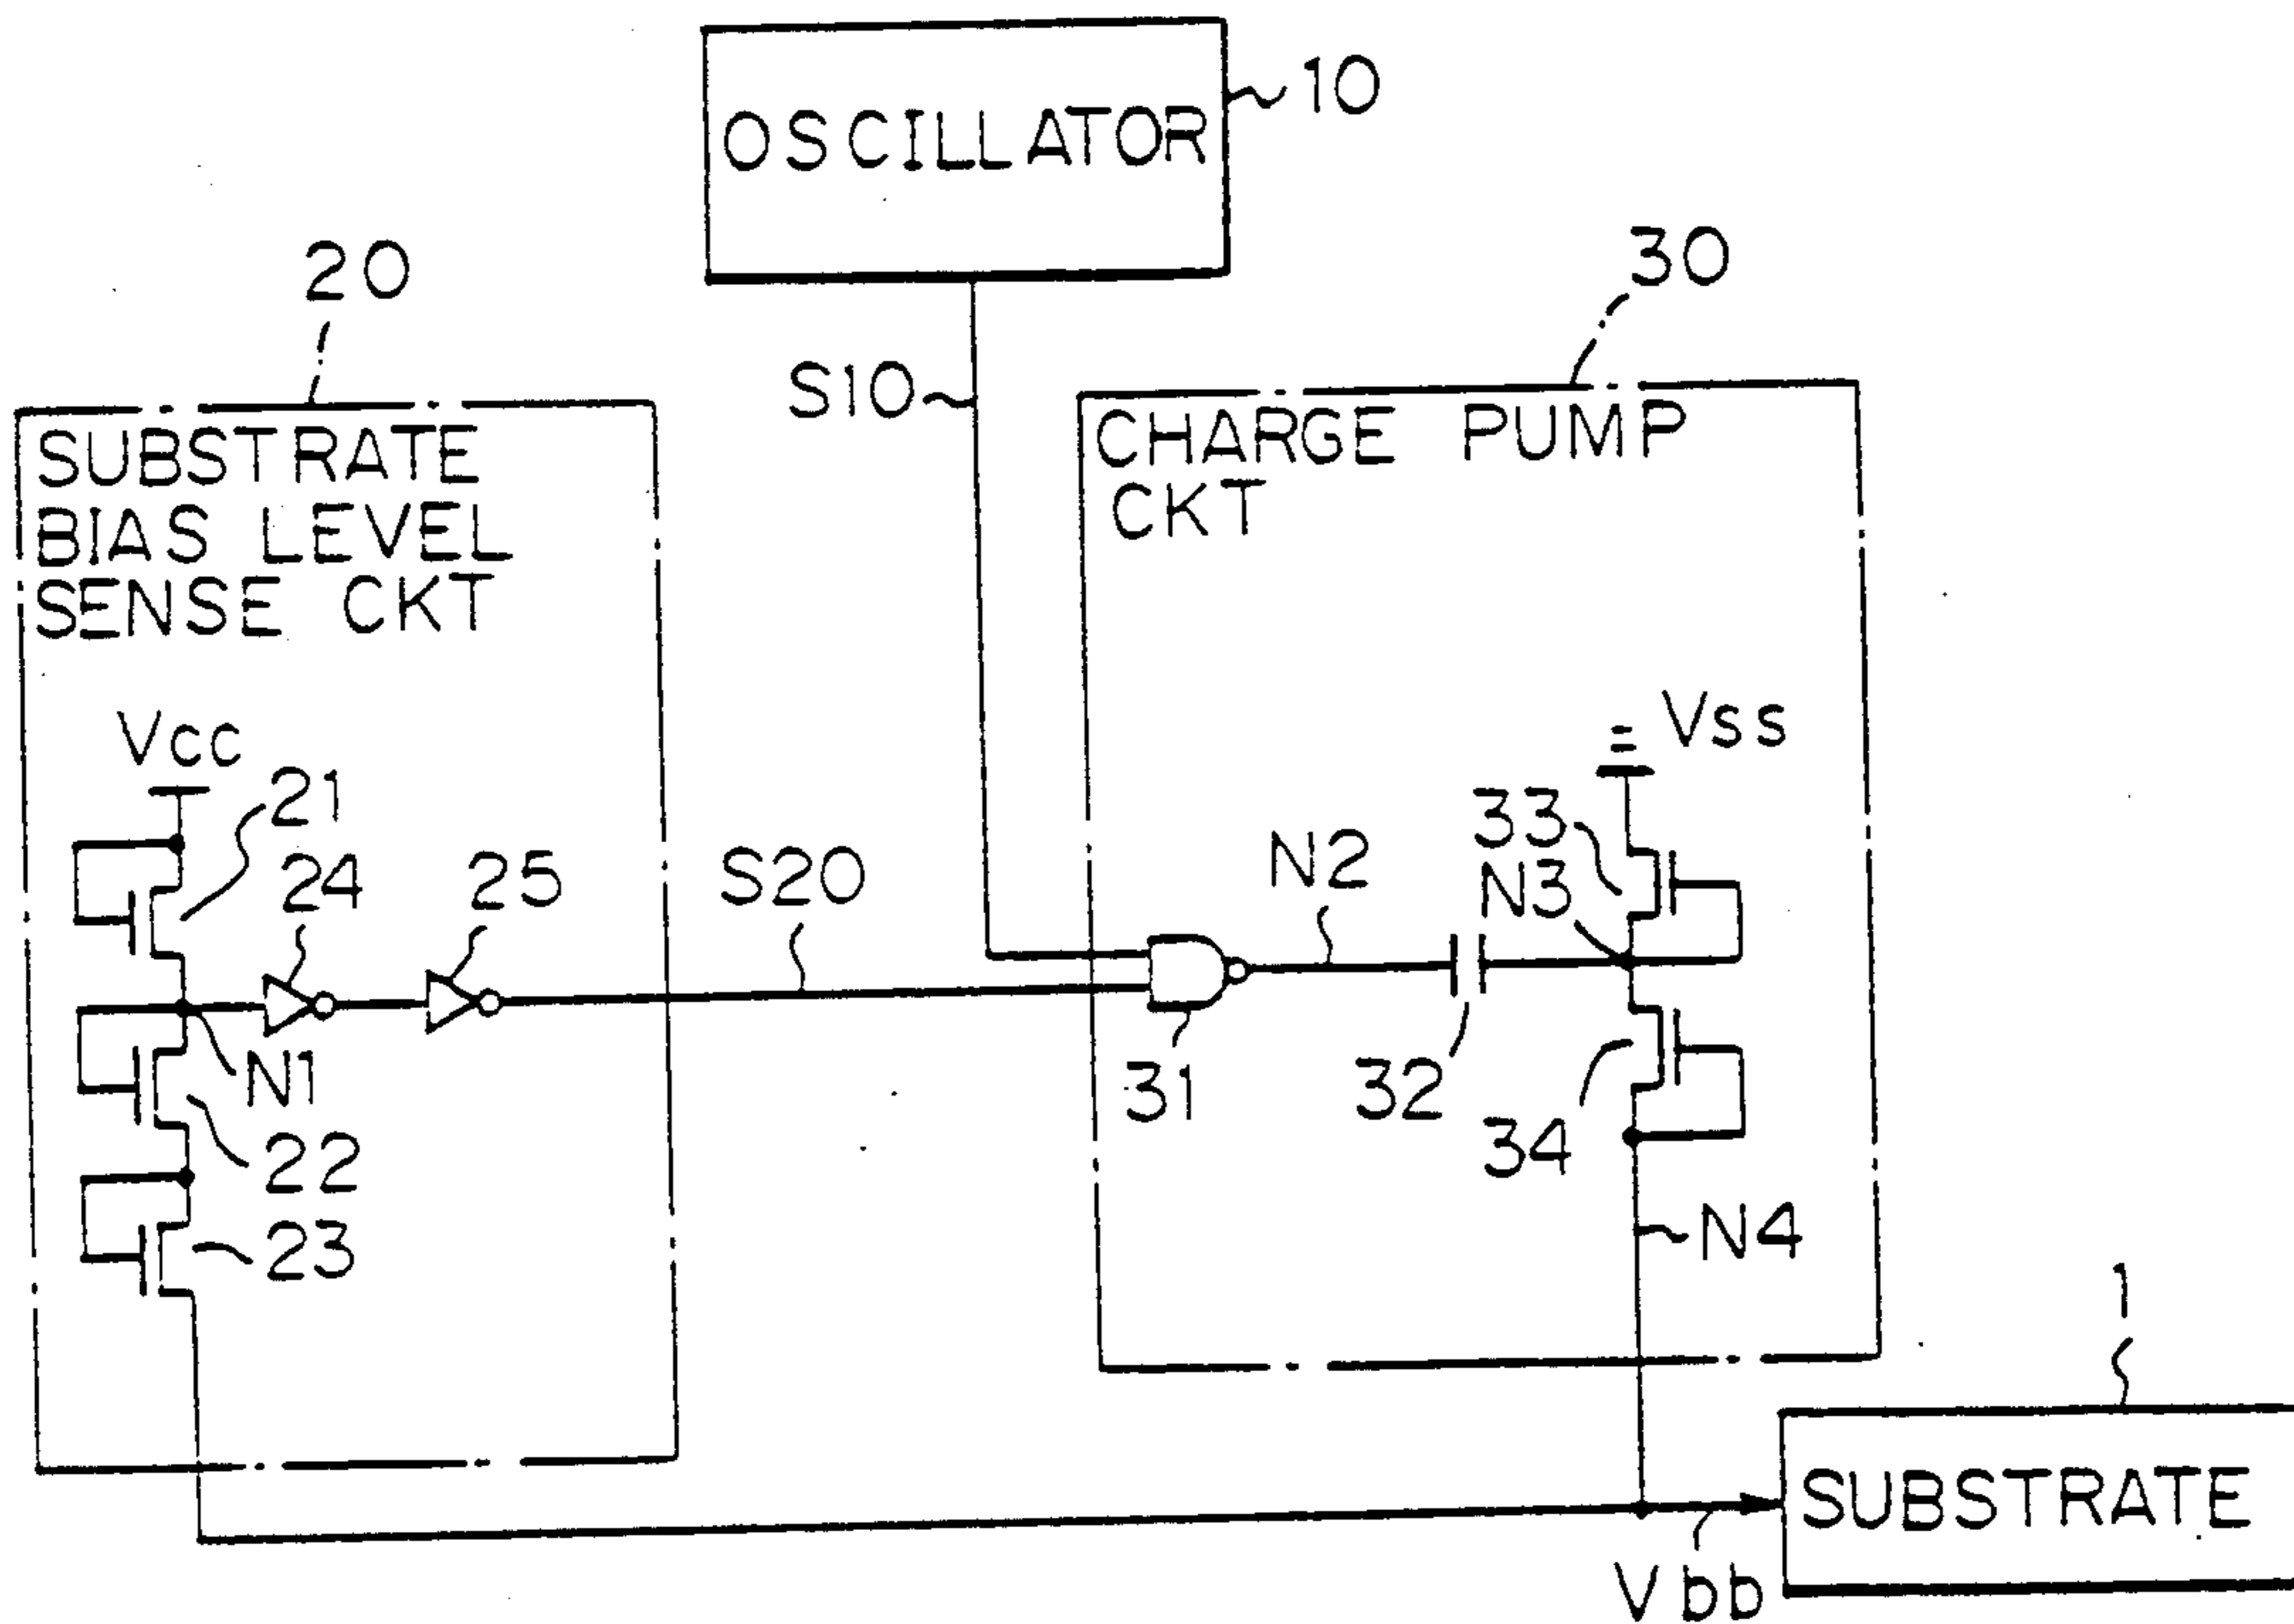 OSCILLATOR
10
20
30
S10
SUBSTRATE
BIAS LEVEL
SENSE CKT
CHARGE PUMP
CKT
Vcc
21
24
25
S20
N2
Vss
33
N3
N1
22
23
31
32
34
N4
1
SUBSTRATE
Vbb